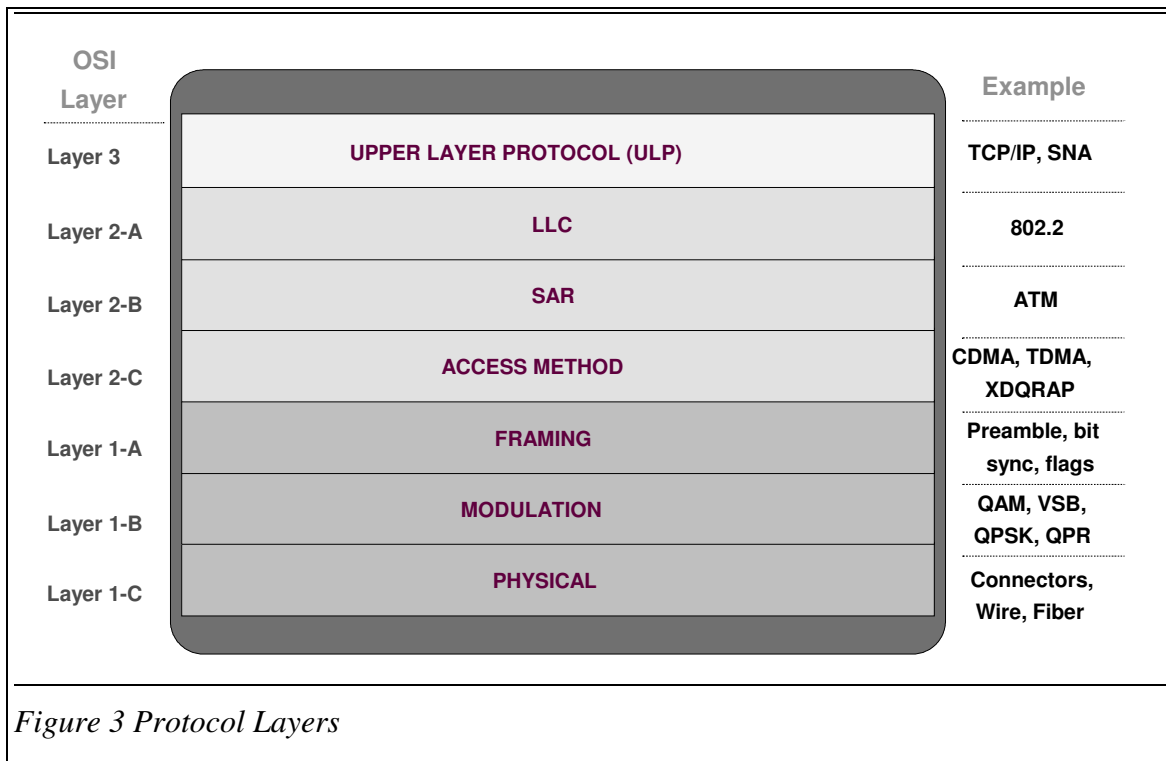 OSI
Layer
Example
Layer 3
UPPER LAYER PROTOCOL (ULP)
TCP/IP, SNA
Layer 2-A
LLC
802.2
Layer 2-B
SAR
ATM
Layer 2-C
ACCESS METHOD
CDMA, TDMA,
XDQRAP
Layer 1-A
FRAMING
Preamble, bit
sync, flags
Layer 1-B
MODULATION
QAM, VSB,
QPSK, QPR
Layer 1-C
PHYSICAL
Connectors,
Wire, Fiber
Figure 3 Protocol Layers